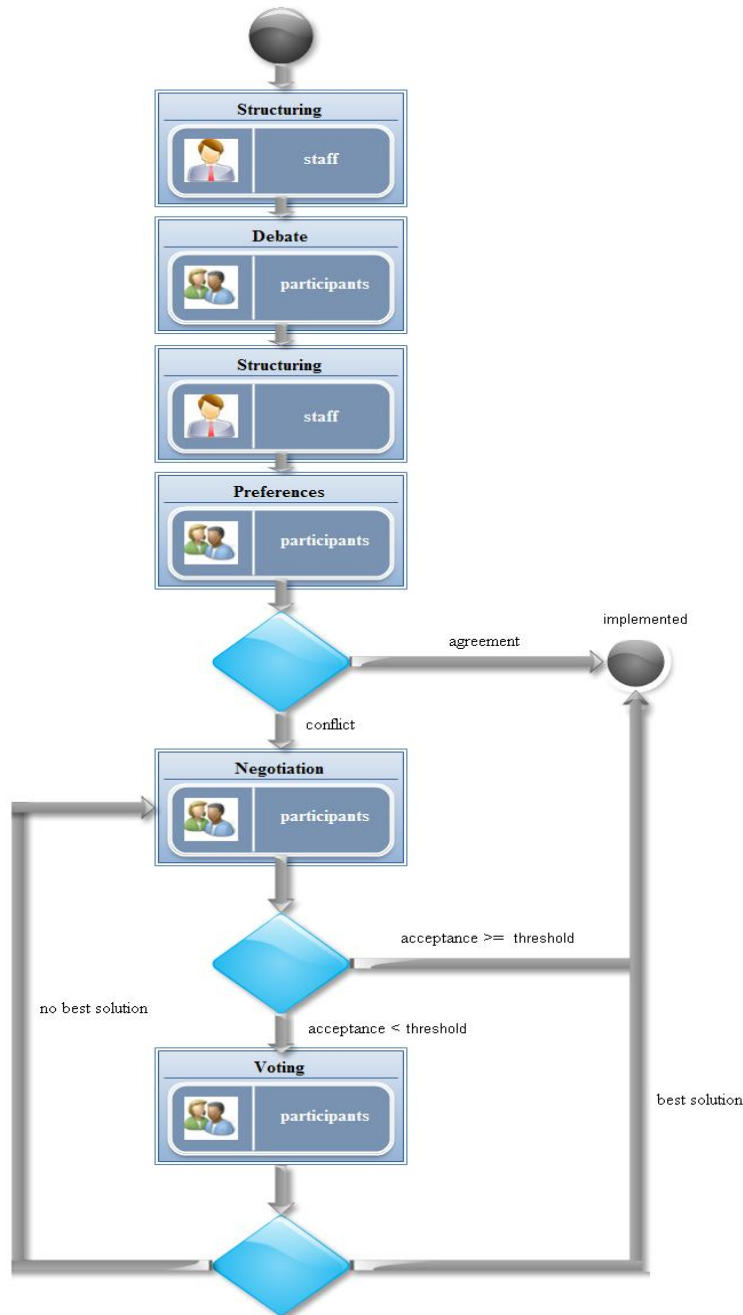 Structuring
staff
Debate
participants
Structuring
staff
Preferences
participants
implemented
agreement
conflict
Negotiation
participants
acceptance >= threshold
no best solution
acceptance < threshold
Voting
participants
best solution